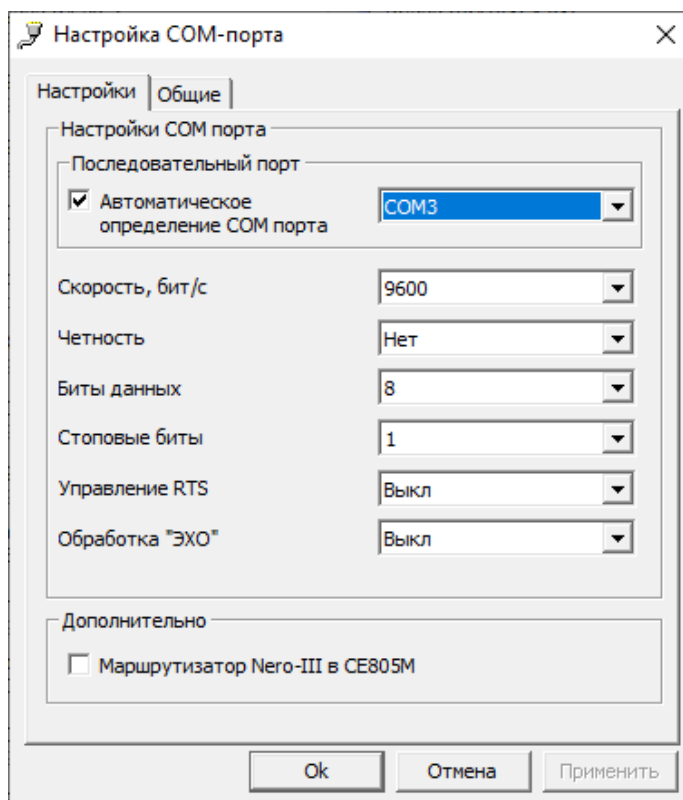 Настройка COM-порта
Настройки
Общие
Настройки COM порта
Последовательный порт
Автоматическое
определение COM порта
COM3
Скорость, бит/с
9600
Четность
Нет
Биты данных
8
Стоповые биты
1
Управление RTS
Выкл
Обработка "ЭХО"
Выкл
Дополнительно
Маршрутизатор Nero-III в CE805M
Ok
Отмена
Применить